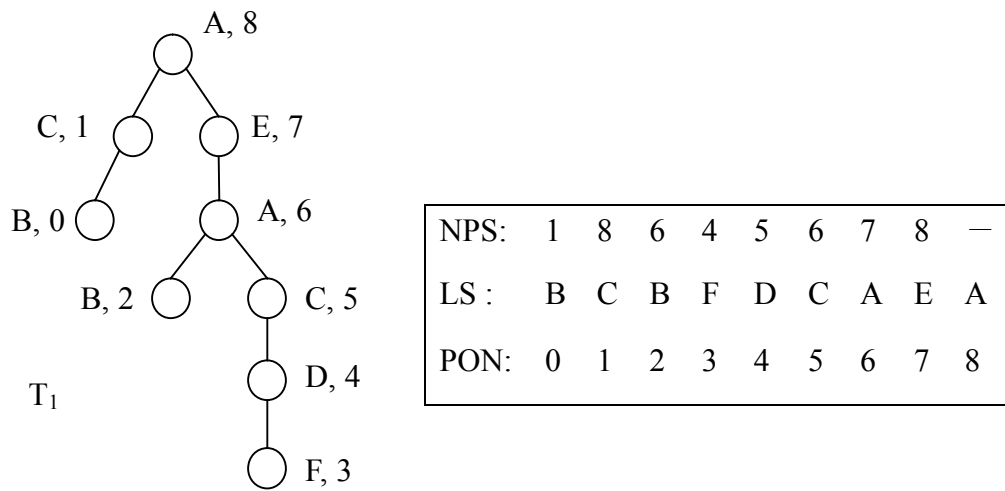 A, 8
C, 1
E, 7
B, 0
A, 6
B, 2
C, 5
D, 4
F, 3
T1
NPS: 1 8 6 4 5 6 7 8 —
LS : B C B F D C A E A
PON: 0 1 2 3 4 5 6 7 8